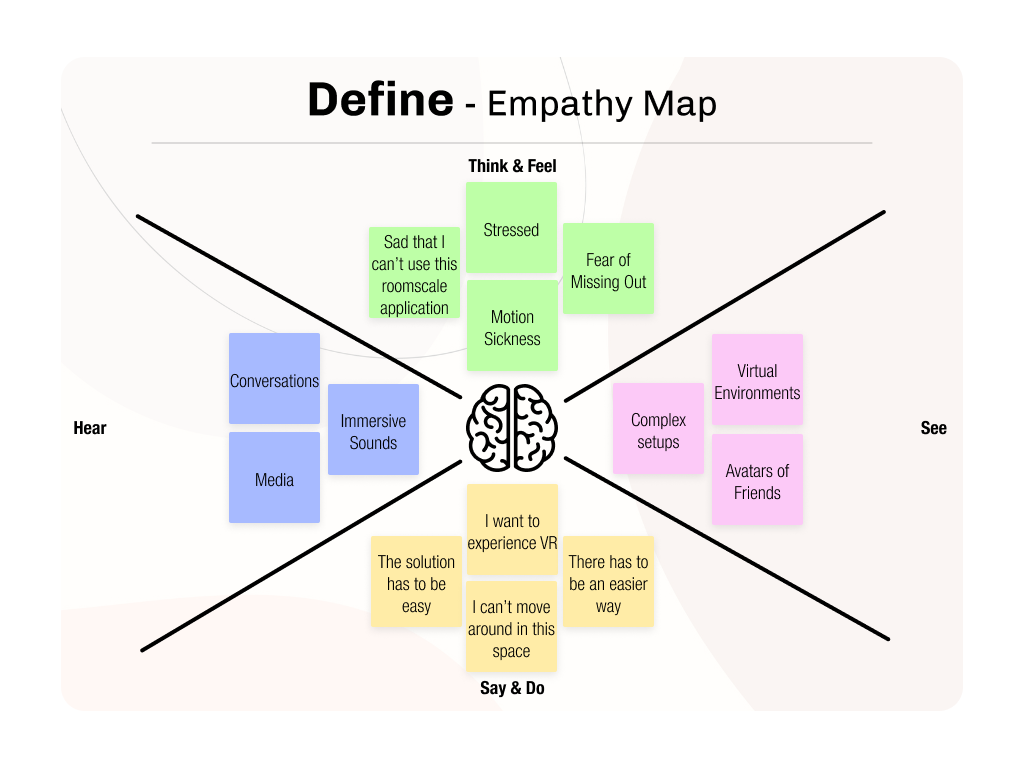 Define - Empathy Map
Think & Feel
Stressed
Sad that I
can’t use this
roomscale
application
Fear of
Missing Out
Motion
Sickness
Hear
Conversations
Immersive
Sounds
Media
See
Virtual
Environments
Complex
setups
Avatars of
Friends
I want to
experience VR
The solution
has to be
easy
There has to
be an easier
way
I can’t move
around in this
space
Say & Do